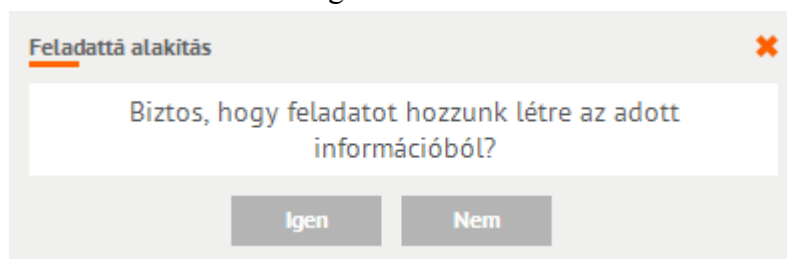 Feladattá alakítás
Biztos, hogy feladatot hozzunk létre az adott
információból?
Igen Nem